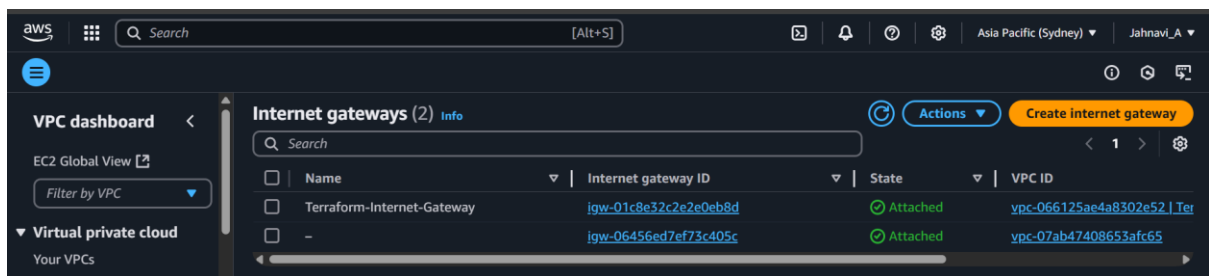 aws Search [Alt+S] Asia Pacific (Sydney) Jahnavi_A
VPC dashboard
EC2 Global View
Filter by VPC
Virtual private cloud
Your VPCs
Internet gateways (2) Info
Actions
Create internet gateway
Search
1
Name Internet gateway ID State VPC ID
Terraform-Internet-Gateway igw-01c8e32c2e2e0eb8d Attached vpc-066125ae4a8302e52 | Ter
– igw-06456ed7ef73c405c Attached vpc-07ab47408653afc65